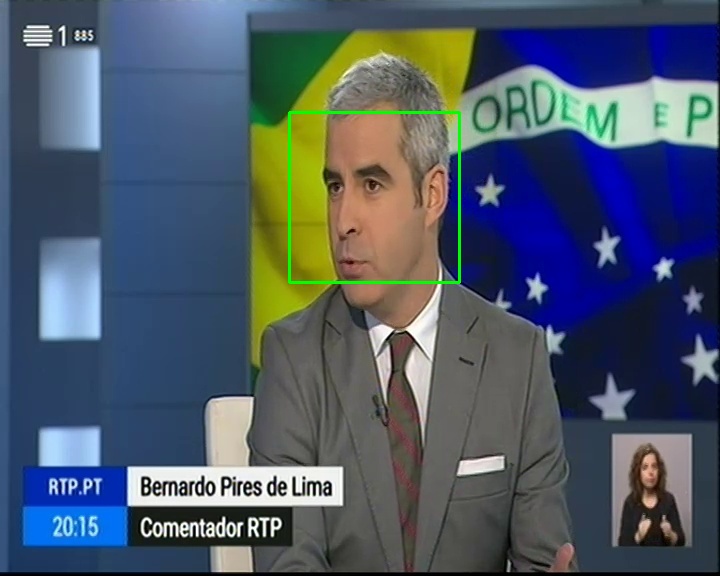 1 885
ORDEM E P
RTP.PT
Bernardo Pires de Lima
20:15
Comentador RTP